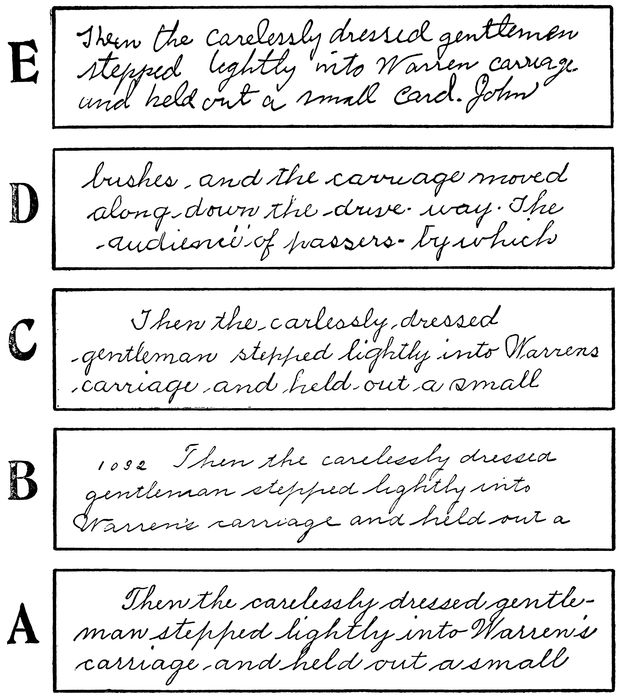 E
Then the carelessly dressed gentlemen
stepped lightly into Warren carriage
and held out a small card. John
D
bushes, and the carriage moved
along down the drive-way. The
audience of passers-by which
C
Then the carlessly dressed
gentleman stepped lightly into Warrens
carriage and held out a small
B
1092 Then the carelessly dressed
gentleman stepped lightly into
Warren's carriage and held out a
A
Then the carelessly dressed gentle-
man stepped lightly into Warren's
carriage, and held out a small